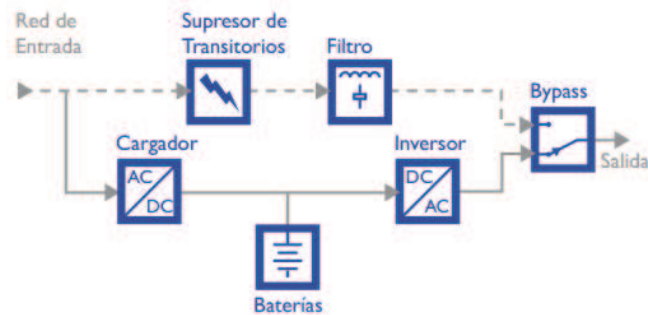 Red de
Entrada
Supresor de
Transitorios
Filtro
Bypass
Cargador
Inversor
Salida
AC
DC
DC
AC
Baterías